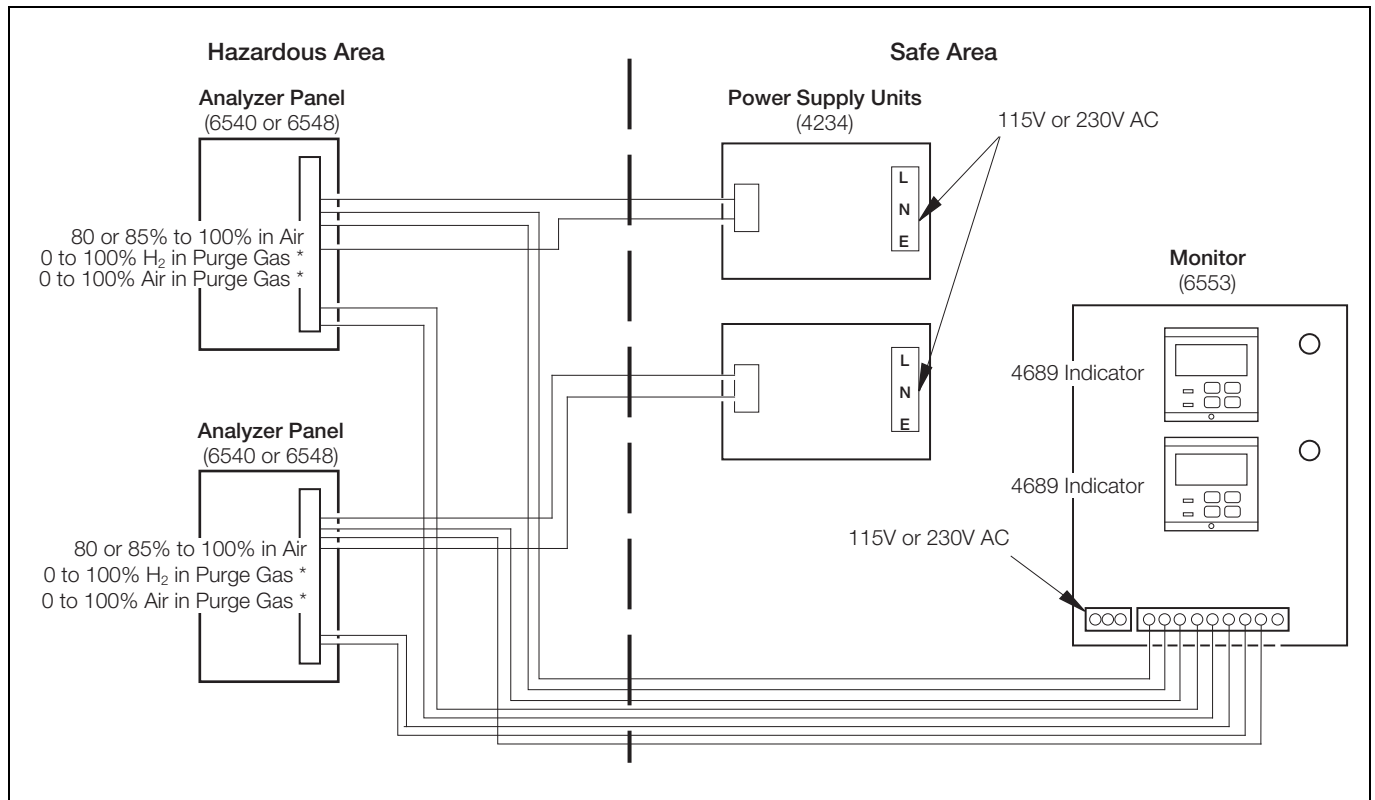 Hazardous Area
Safe Area
Analyzer Panel
(6540 or 6548)
80 or 85% to 100% in Air
0 to 100% H₂ in Purge Gas *
0 to 100% Air in Purge Gas *
Power Supply Units
(4234)
115V or 230V AC
L
N
E
L
N
E
Analyzer Panel
(6540 or 6548)
80 or 85% to 100% in Air
0 to 100% H₂ in Purge Gas *
0 to 100% Air in Purge Gas *
Monitor
(6553)
4689 Indicator
4689 Indicator
115V or 230V AC